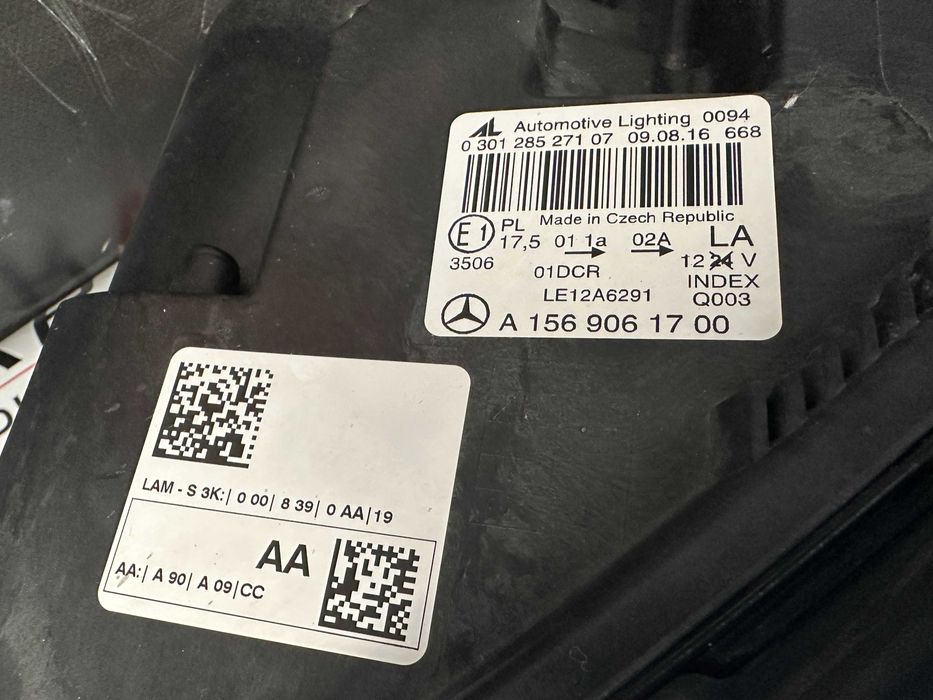 AL Automotive Lighting 0094
0 301 285 271 07 09.08.16 668
Made in Czech Republic
E1 PL 17,5 01 1a 02A LA
3506 12 24 V
01DCR INDEX
LE12A6291 Q003
A 156 906 17 00
LAM - S 3K:| 0 00| 8 39| 0 AA|19
AA
AA:| A 90| A 09|CC